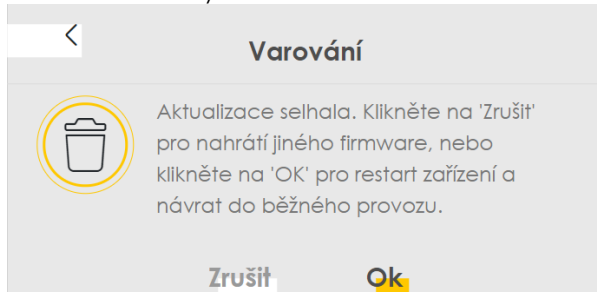 Varování
Aktualizace selhala. Klikněte na 'Zrušit'
pro nahrátí jiného firmware, nebo
klikněte na 'OK' pro restart zařízení a
návrat do běžného provozu.
Zrušit Ok